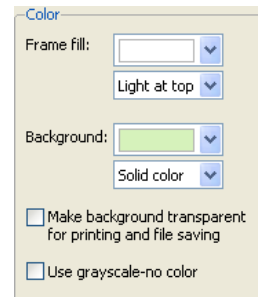 Color
Frame fill:
Light at top
Background:
Solid color
Make background transparent
for printing and file saving
Use grayscale-no color